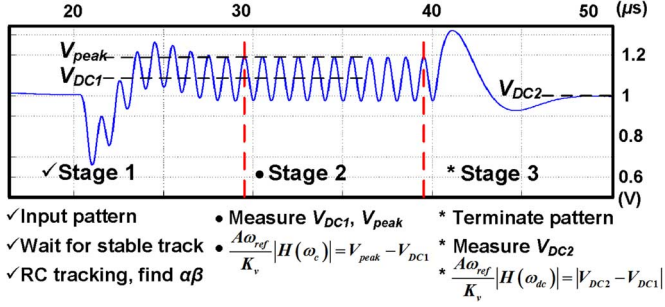 20 30 40 50 (μs)
V_peak
1.2
V_DC1
V_DC2
1
0.8
✓Stage 1 • Stage 2 * Stage 3
0.6
(V)
✓Input pattern • Measure V_DC1, V_peak * Terminate pattern
✓Wait for stable track • Aω_ref/K_v |H(ω_c)|=V_peak−V_DC1 * Measure V_DC2
✓RC tracking, find αβ * Aω_ref/K_v |H(ω_dc)|=|V_DC2−V_DC1|